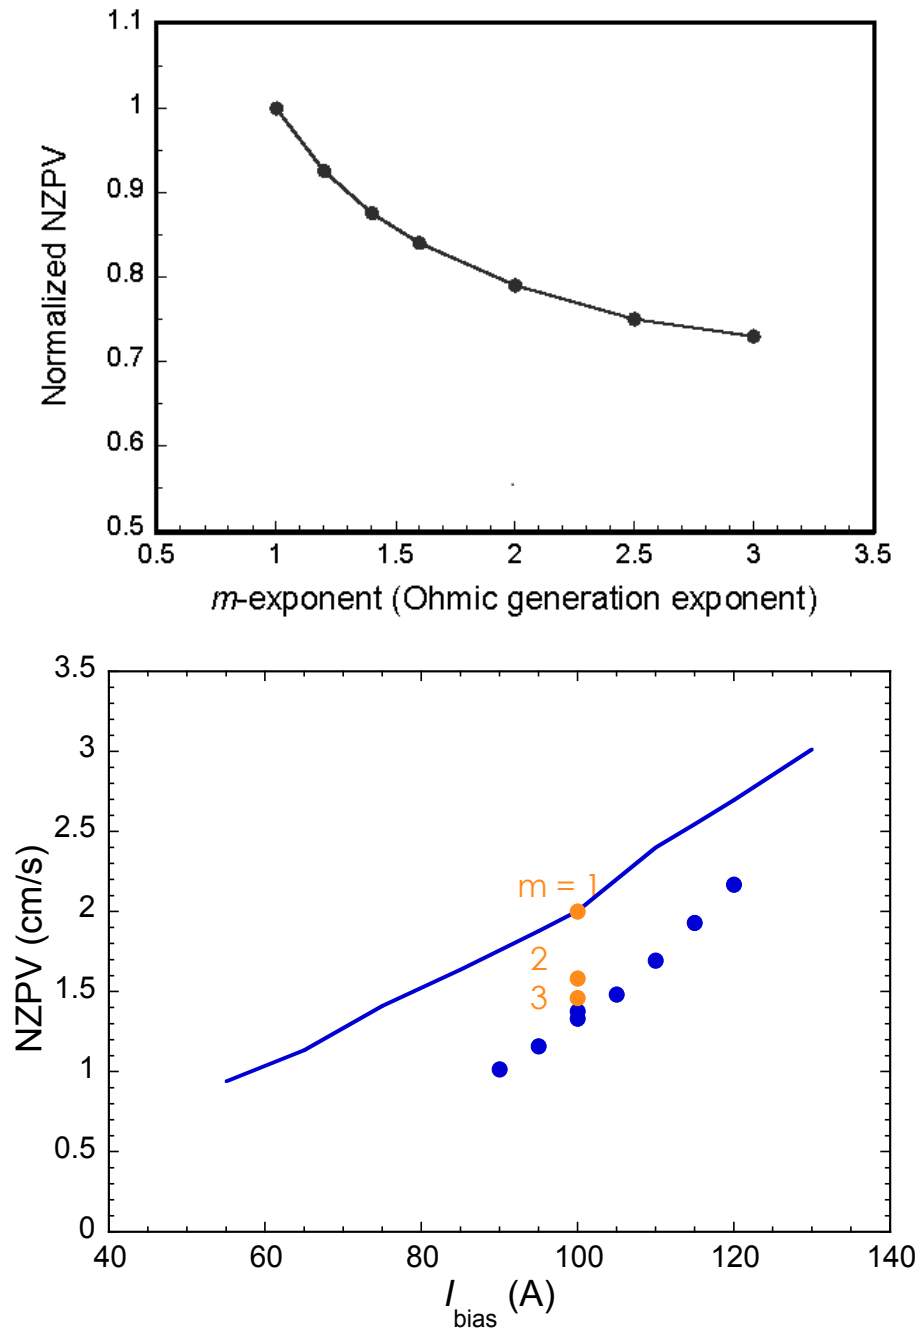 1.1
1
0.9
0.8
0.7
0.6
0.5
Normalized NZPV
0.5 1 1.5 2 2.5 3 3.5
m-exponent (Ohmic generation exponent)
3.5
3
2.5
2
1.5
1
0.5
0
NZPV (cm/s)
m = 1
2
3
40 60 80 100 120 140
I bias (A)